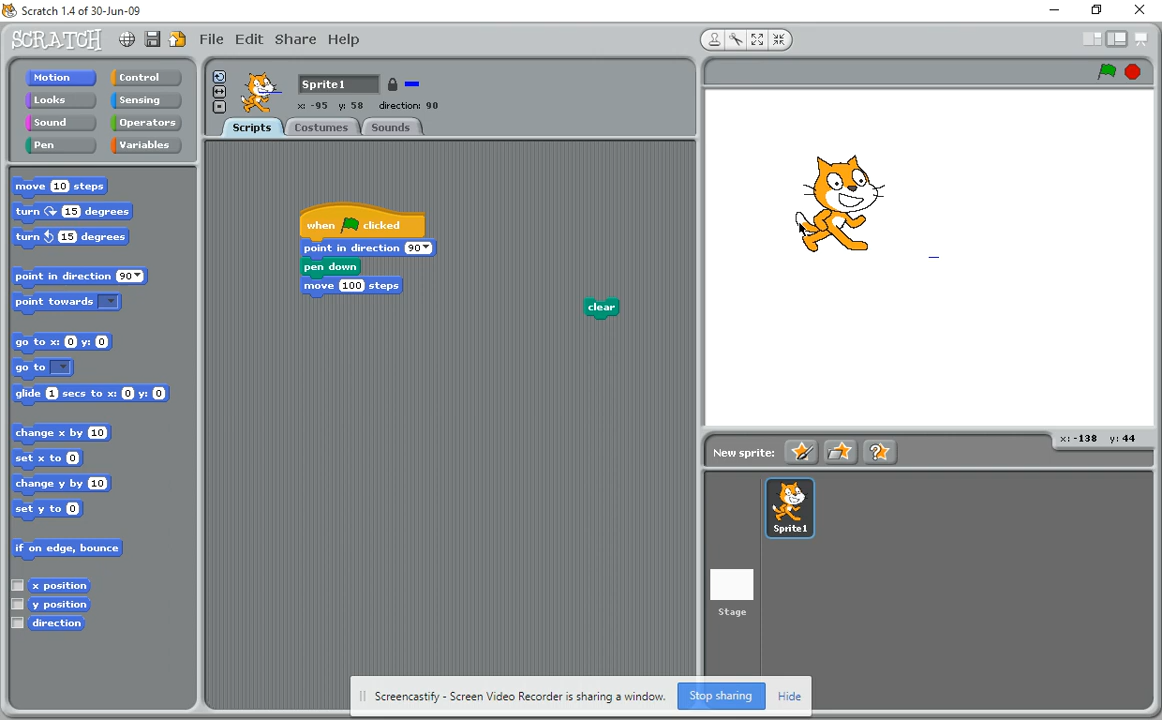 Scratch 1.4 of 30-Jun-09
SCRATCH File Edit Share Help
Motion Control
Looks Sensing
Sound Operators
Pen Variables
Sprite1
x: -95 y: 58 direction: 90
Scripts Costumes Sounds
move 10 steps
turn 15 degrees
turn 15 degrees
point in direction 90
point towards
go to x: 0 y: 0
go to
glide 1 secs to x: 0 y: 0
change x by 10
set x to 0
change y by 10
set y to 0
if on edge, bounce
x position
y position
direction
when clicked
point in direction 90
pen down
move 100 steps
clear
x: -138 y: 44
New sprite:
Sprite1
Stage
Screencastify - Screen Video Recorder is sharing a window. Stop sharing Hide